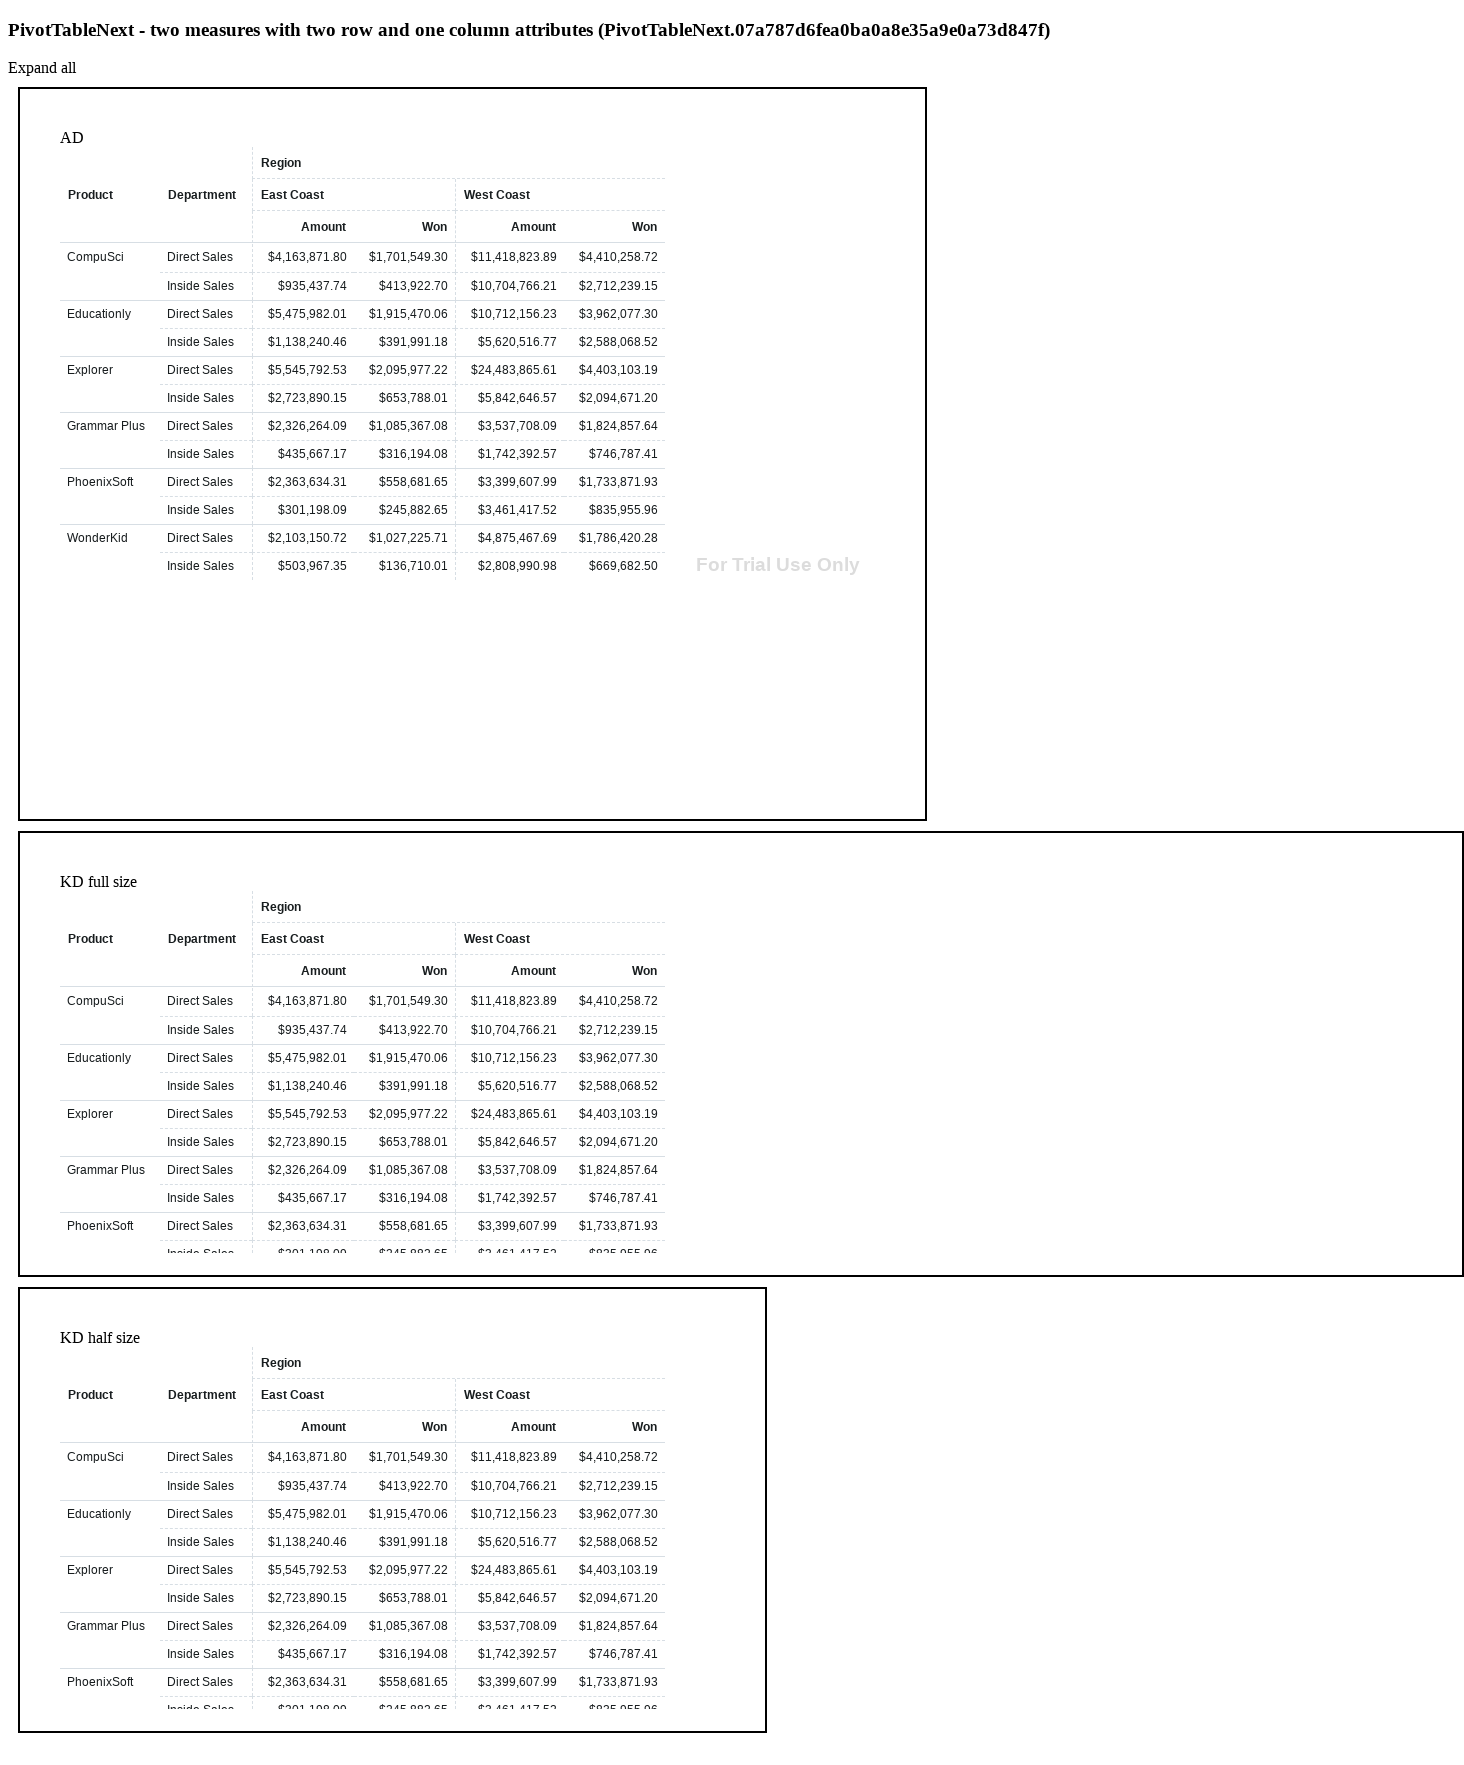 PivotTableNext - two measures with two row and one column attributes (PivotTableNext.07a787d6fea0ba0a8e35a9e0a73d847f)
Expand all
AD
Region
Product Department East Coast West Coast
Amount Won Amount Won
CompuSci Direct Sales $4,163,871.80 $1,701,549.30 $11,418,823.89 $4,410,258.72
Inside Sales $935,437.74 $413,922.70 $10,704,766.21 $2,712,239.15
Educationly Direct Sales $5,475,982.01 $1,915,470.06 $10,712,156.23 $3,962,077.30
Inside Sales $1,138,240.46 $391,991.18 $5,620,516.77 $2,588,068.52
Explorer Direct Sales $5,545,792.53 $2,095,977.22 $24,483,865.61 $4,403,103.19
Inside Sales $2,723,890.15 $653,788.01 $5,842,646.57 $2,094,671.20
Grammar Plus Direct Sales $2,326,264.09 $1,085,367.08 $3,537,708.09 $1,824,857.64
Inside Sales $435,667.17 $316,194.08 $1,742,392.57 $746,787.41
PhoenixSoft Direct Sales $2,363,634.31 $558,681.65 $3,399,607.99 $1,733,871.93
Inside Sales $301,198.09 $245,882.65 $3,461,417.52 $835,955.96
WonderKid Direct Sales $2,103,150.72 $1,027,225.71 $4,875,467.69 $1,786,420.28
Inside Sales $503,967.35 $136,710.01 $2,808,990.98 $669,682.50 For Trial Use Only
KD full size
Region
Product Department East Coast West Coast
Amount Won Amount Won
CompuSci Direct Sales $4,163,871.80 $1,701,549.30 $11,418,823.89 $4,410,258.72
Inside Sales $935,437.74 $413,922.70 $10,704,766.21 $2,712,239.15
Educationly Direct Sales $5,475,982.01 $1,915,470.06 $10,712,156.23 $3,962,077.30
Inside Sales $1,138,240.46 $391,991.18 $5,620,516.77 $2,588,068.52
Explorer Direct Sales $5,545,792.53 $2,095,977.22 $24,483,865.61 $4,403,103.19
Inside Sales $2,723,890.15 $653,788.01 $5,842,646.57 $2,094,671.20
Grammar Plus Direct Sales $2,326,264.09 $1,085,367.08 $3,537,708.09 $1,824,857.64
Inside Sales $435,667.17 $316,194.08 $1,742,392.57 $746,787.41
PhoenixSoft Direct Sales $2,363,634.31 $558,681.65 $3,399,607.99 $1,733,871.93
KD half size
Region
Product Department East Coast West Coast
Amount Won Amount Won
CompuSci Direct Sales $4,163,871.80 $1,701,549.30 $11,418,823.89 $4,410,258.72
Inside Sales $935,437.74 $413,922.70 $10,704,766.21 $2,712,239.15
Educationly Direct Sales $5,475,982.01 $1,915,470.06 $10,712,156.23 $3,962,077.30
Inside Sales $1,138,240.46 $391,991.18 $5,620,516.77 $2,588,068.52
Explorer Direct Sales $5,545,792.53 $2,095,977.22 $24,483,865.61 $4,403,103.19
Inside Sales $2,723,890.15 $653,788.01 $5,842,646.57 $2,094,671.20
Grammar Plus Direct Sales $2,326,264.09 $1,085,367.08 $3,537,708.09 $1,824,857.64
Inside Sales $435,667.17 $316,194.08 $1,742,392.57 $746,787.41
PhoenixSoft Direct Sales $2,363,634.31 $558,681.65 $3,399,607.99 $1,733,871.93